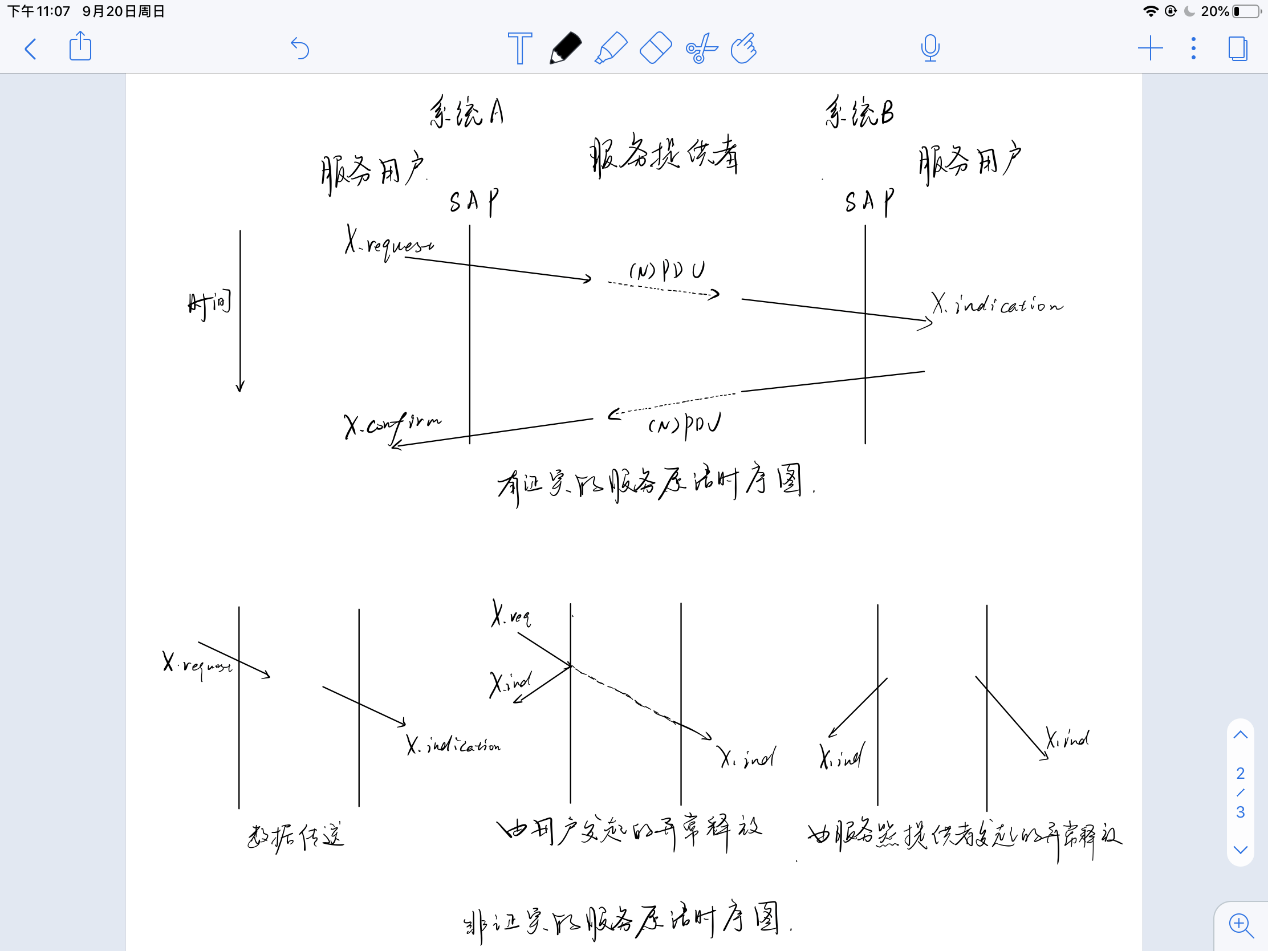 下午11:07 9月20日周日
20%
T
系统A
系统B
服务用户
服务提供者
服务用户
SAP
SAP
X.request
(N)PDU
X.indication
时间
X.confirm
(N)PDU
有证实的服务原语时序图.
X.request
X.indication
X.req
X.ind
X.ind
X.ind
X.ind
数据传送
由用户发起的异常释放
由服务器提供者发起的异常释放
非证实的服务原语时序图.
2
/
3